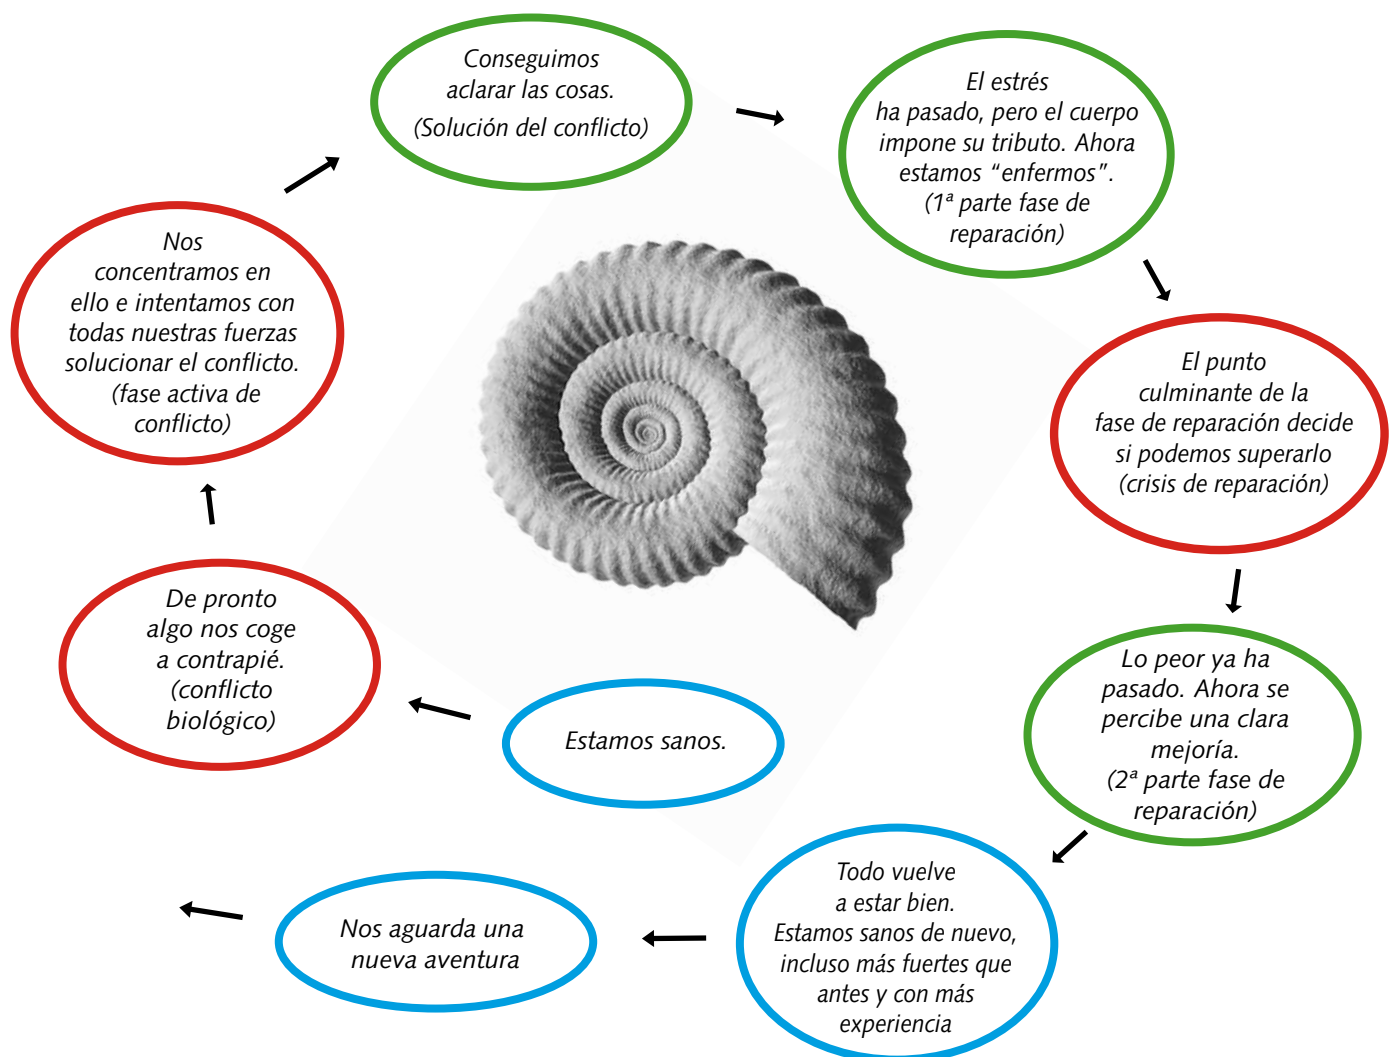 Estamos sanos.
De pronto
algo nos coge
a contrapié.
(conflicto
biológico)
Nos
concentramos en
ello e intentamos con
todas nuestras fuerzas
solucionar el conflicto.
(fase activa de
conflicto)
Conseguimos
aclarar las cosas.
(Solución del conflicto)
El estrés
ha pasado, pero el cuerpo
impone su tributo. Ahora
estamos “enfermos”.
(1ª parte fase de
reparación)
El punto
culminante de la
fase de reparación decide
si podemos superarlo
(crisis de reparación)
Lo peor ya ha
pasado. Ahora se
percibe una clara
mejoría.
(2ª parte fase de
reparación)
Todo vuelve
a estar bien.
Estamos sanos de nuevo,
incluso más fuertes que
antes y con más
experiencia
Nos aguarda una
nueva aventura